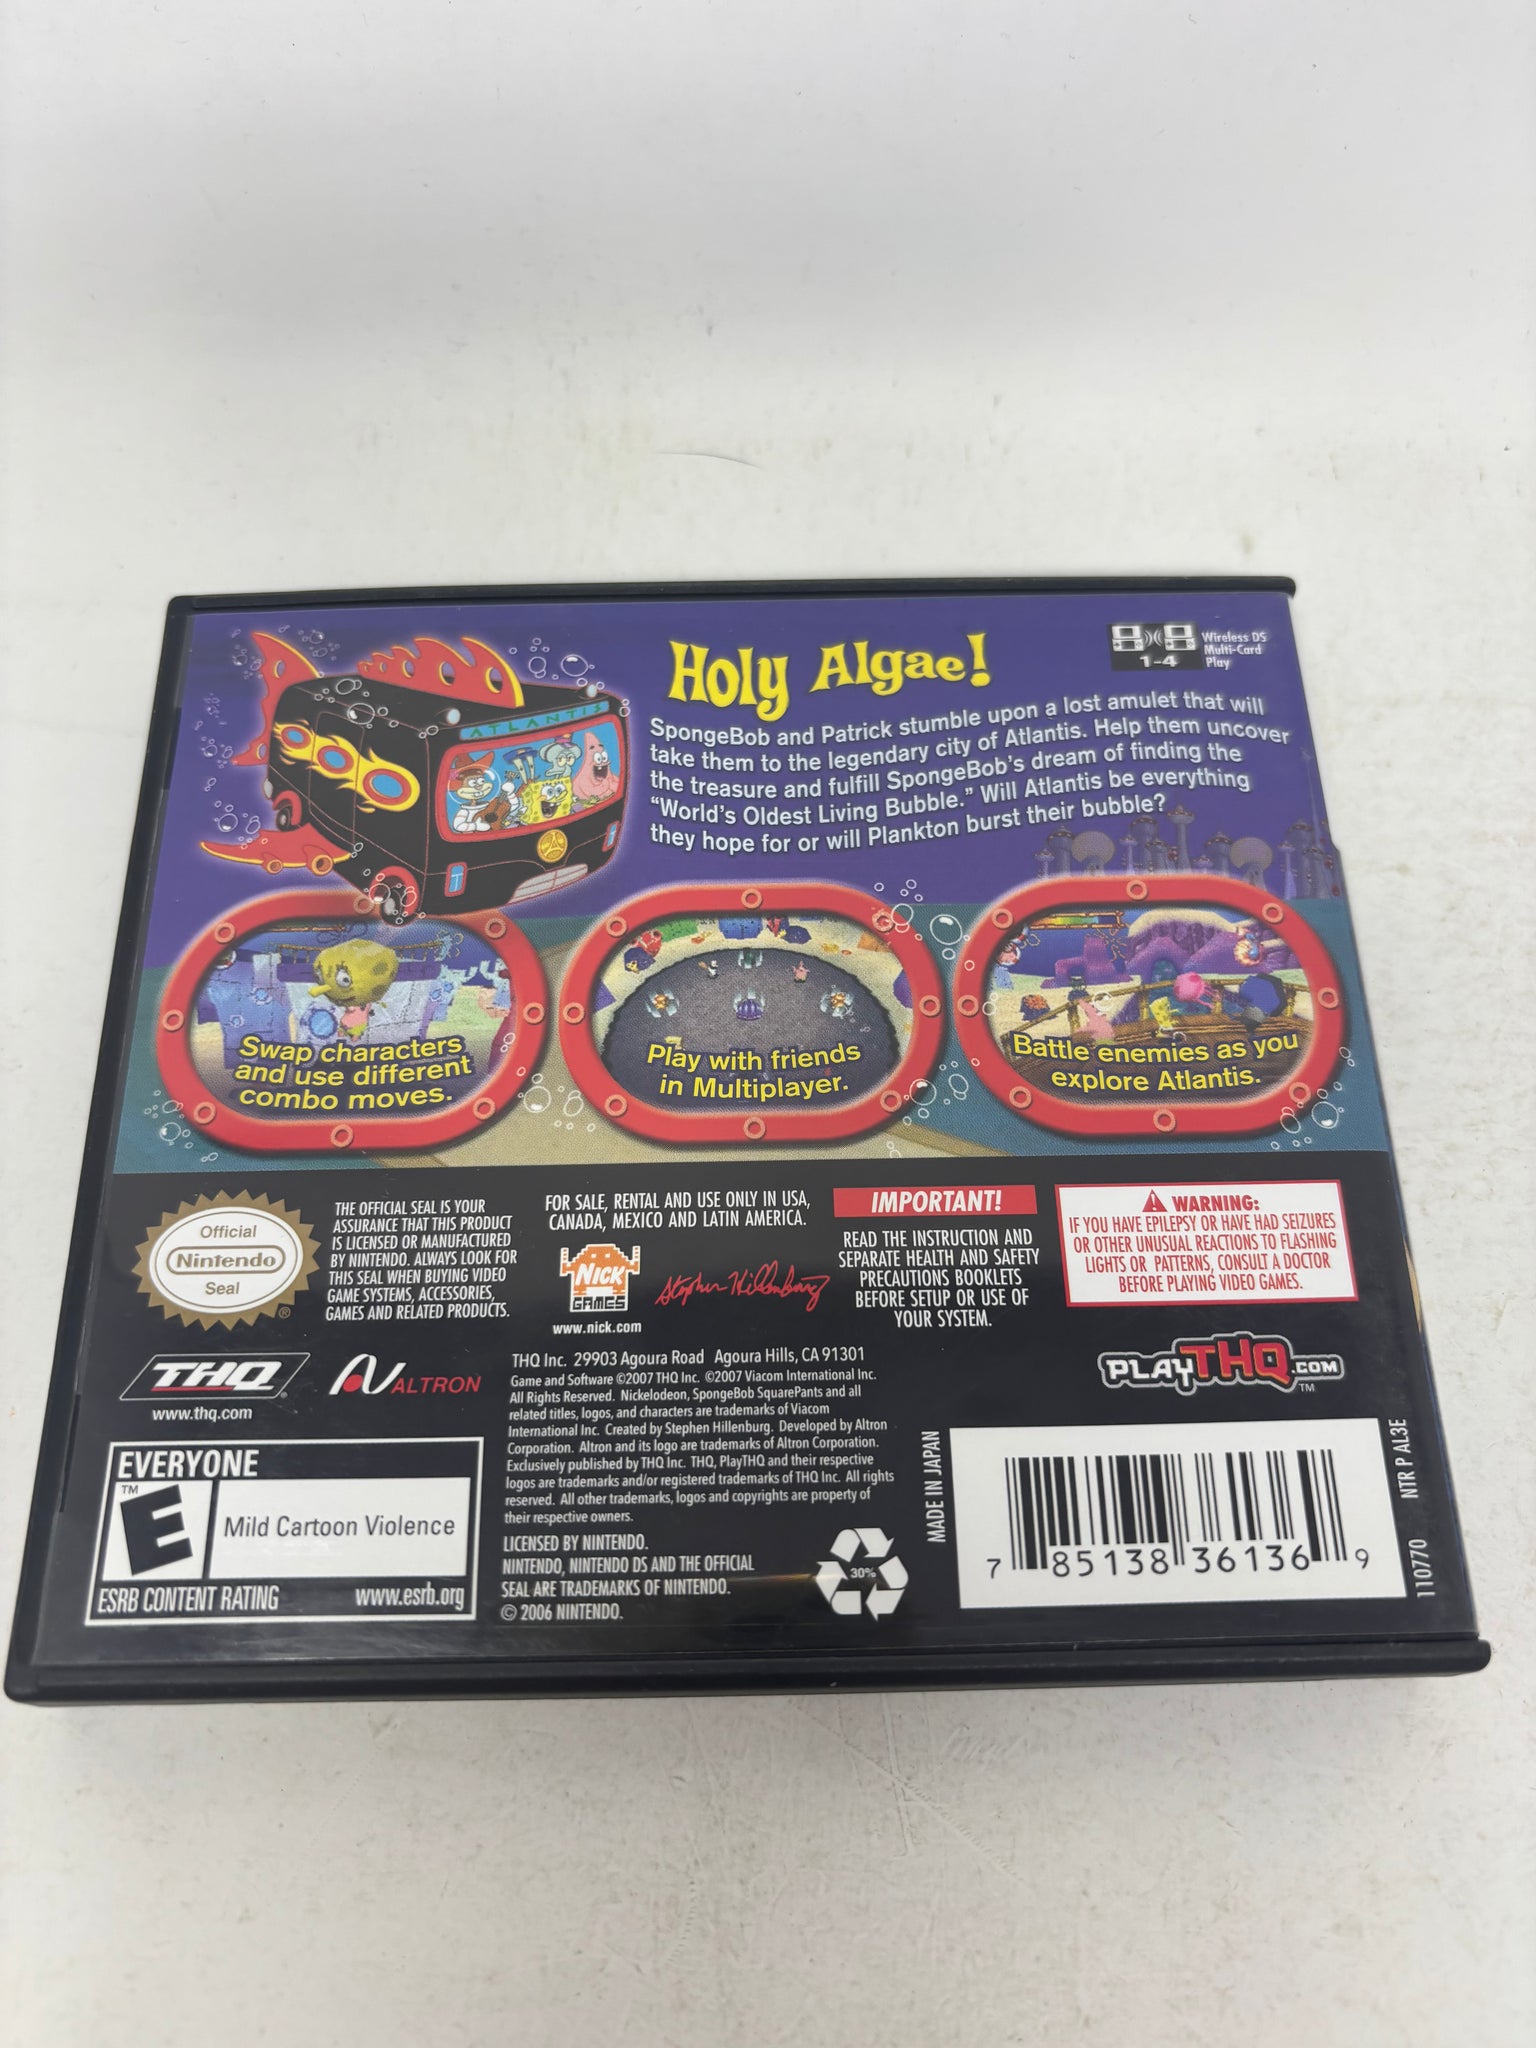 Holy Algae!
Wireless DS
Multi-Card
Play
1-4
SpongeBob and Patrick stumble upon a lost amulet that will
take them to the legendary city of Atlantis. Help them uncover
the treasure and fulfill SpongeBob's dream of finding the
"World's Oldest Living Bubble." Will Atlantis be everything
they hope for or will Plankton burst their bubble?
ATLANTIS
Swap characters
and use different
combo moves.
Play with friends
in Multiplayer.
Battle enemies as you
explore Atlantis.
Official
Nintendo
Seal
®
THE OFFICIAL SEAL IS YOUR
ASSURANCE THAT THIS PRODUCT
IS LICENSED OR MANUFACTURED
BY NINTENDO. ALWAYS LOOK FOR
THIS SEAL WHEN BUYING VIDEO
GAME SYSTEMS, ACCESSORIES,
GAMES AND RELATED PRODUCTS.
FOR SALE, RENTAL AND USE ONLY IN USA,
CANADA, MEXICO AND LATIN AMERICA.
NICK
GAMES
www.nick.com
Stephen Hillenburg
IMPORTANT!
READ THE INSTRUCTION AND
SEPARATE HEALTH AND SAFETY
PRECAUTIONS BOOKLETS
BEFORE SETUP OR USE OF
YOUR SYSTEM.
WARNING:
IF YOU HAVE EPILEPSY OR HAVE HAD SEIZURES
OR OTHER UNUSUAL REACTIONS TO FLASHING
LIGHTS OR PATTERNS, CONSULT A DOCTOR
BEFORE PLAYING VIDEO GAMES.
THQ®
www.thq.com
ALTRON
THQ Inc. 29903 Agoura Road Agoura Hills, CA 91301
Game and Software ©2007 THQ Inc. ©2007 Viacom International Inc.
All Rights Reserved. Nickelodeon, SpongeBob SquarePants and all
related titles, logos, and characters are trademarks of Viacom
International Inc. Created by Stephen Hillenburg. Developed by Altron
Corporation. Altron and its logo are trademarks of Altron Corporation.
Exclusively published by THQ Inc. THQ, PlayTHQ and their respective
logos are trademarks and/or registered trademarks of THQ Inc. All rights
reserved. All other trademarks, logos and copyrights are property of
their respective owners.
LICENSED BY NINTENDO.
NINTENDO, NINTENDO DS AND THE OFFICIAL
SEAL ARE TRADEMARKS OF NINTENDO.
© 2006 NINTENDO.
30%
PLAYTHQ.COM™
EVERYONE
™
E
Mild Cartoon Violence
ESRB CONTENT RATING www.esrb.org
MADE IN JAPAN
7 85138 36136 9
110770 NTR P AL3E